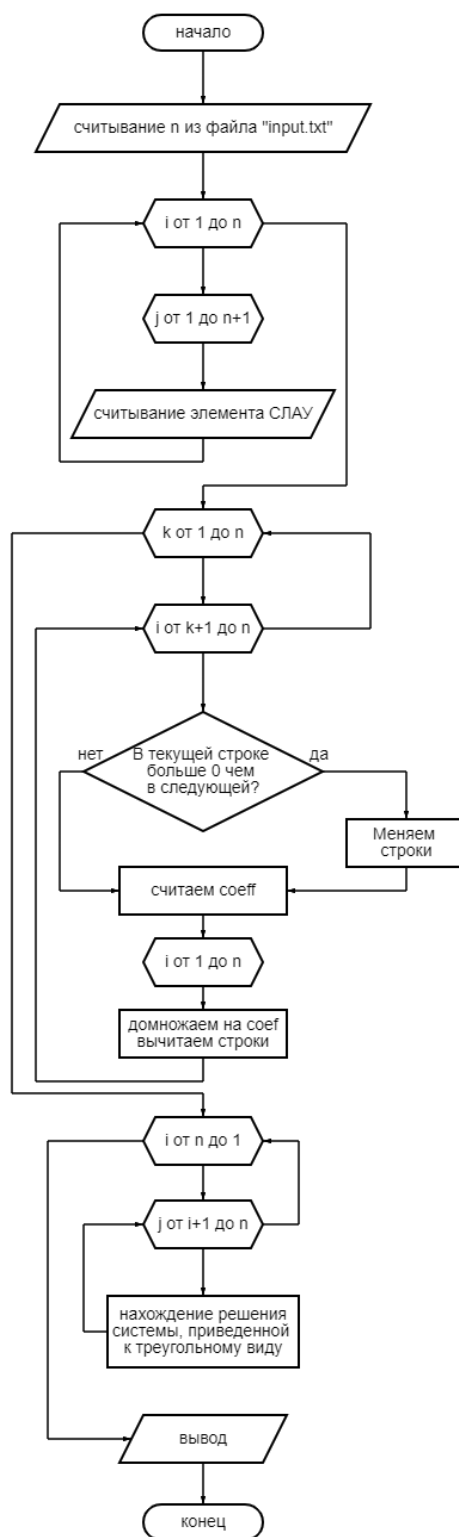 начало
считывание n из файла "input.txt"
i от 1 до n
j от 1 до n+1
считывание элемента СЛАУ
k от 1 до n
i от k+1 до n
нет
В текущей строке
больше 0 чем
в следующей?
да
Меняем
строки
считаем coeff
i от 1 до n
домножаем на coef
вычитаем строки
i от n до 1
j от i+1 до n
нахождение решения
системы, приведенной
к треугольному виду
вывод
конец